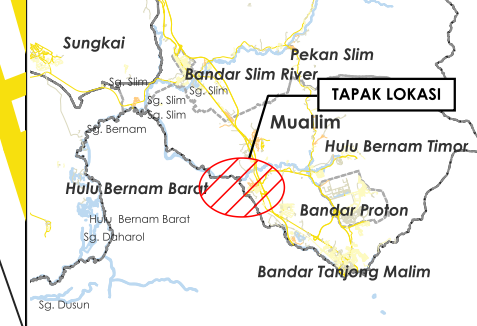 Sungkai
Pekan Slim
Bandar Slim River
Sg. Slim
Sg. Slim
Sg. Slim
Sg. Slim
TAPAK LOKASI
Muallim
Sg. Bernam
Hulu Bernam Timor
Hulu Bernam Barat
Bandar Proton
Hulu Bernam Barat
Sg. Daharol
Bandar Tanjong Malim
Sg. Dusun